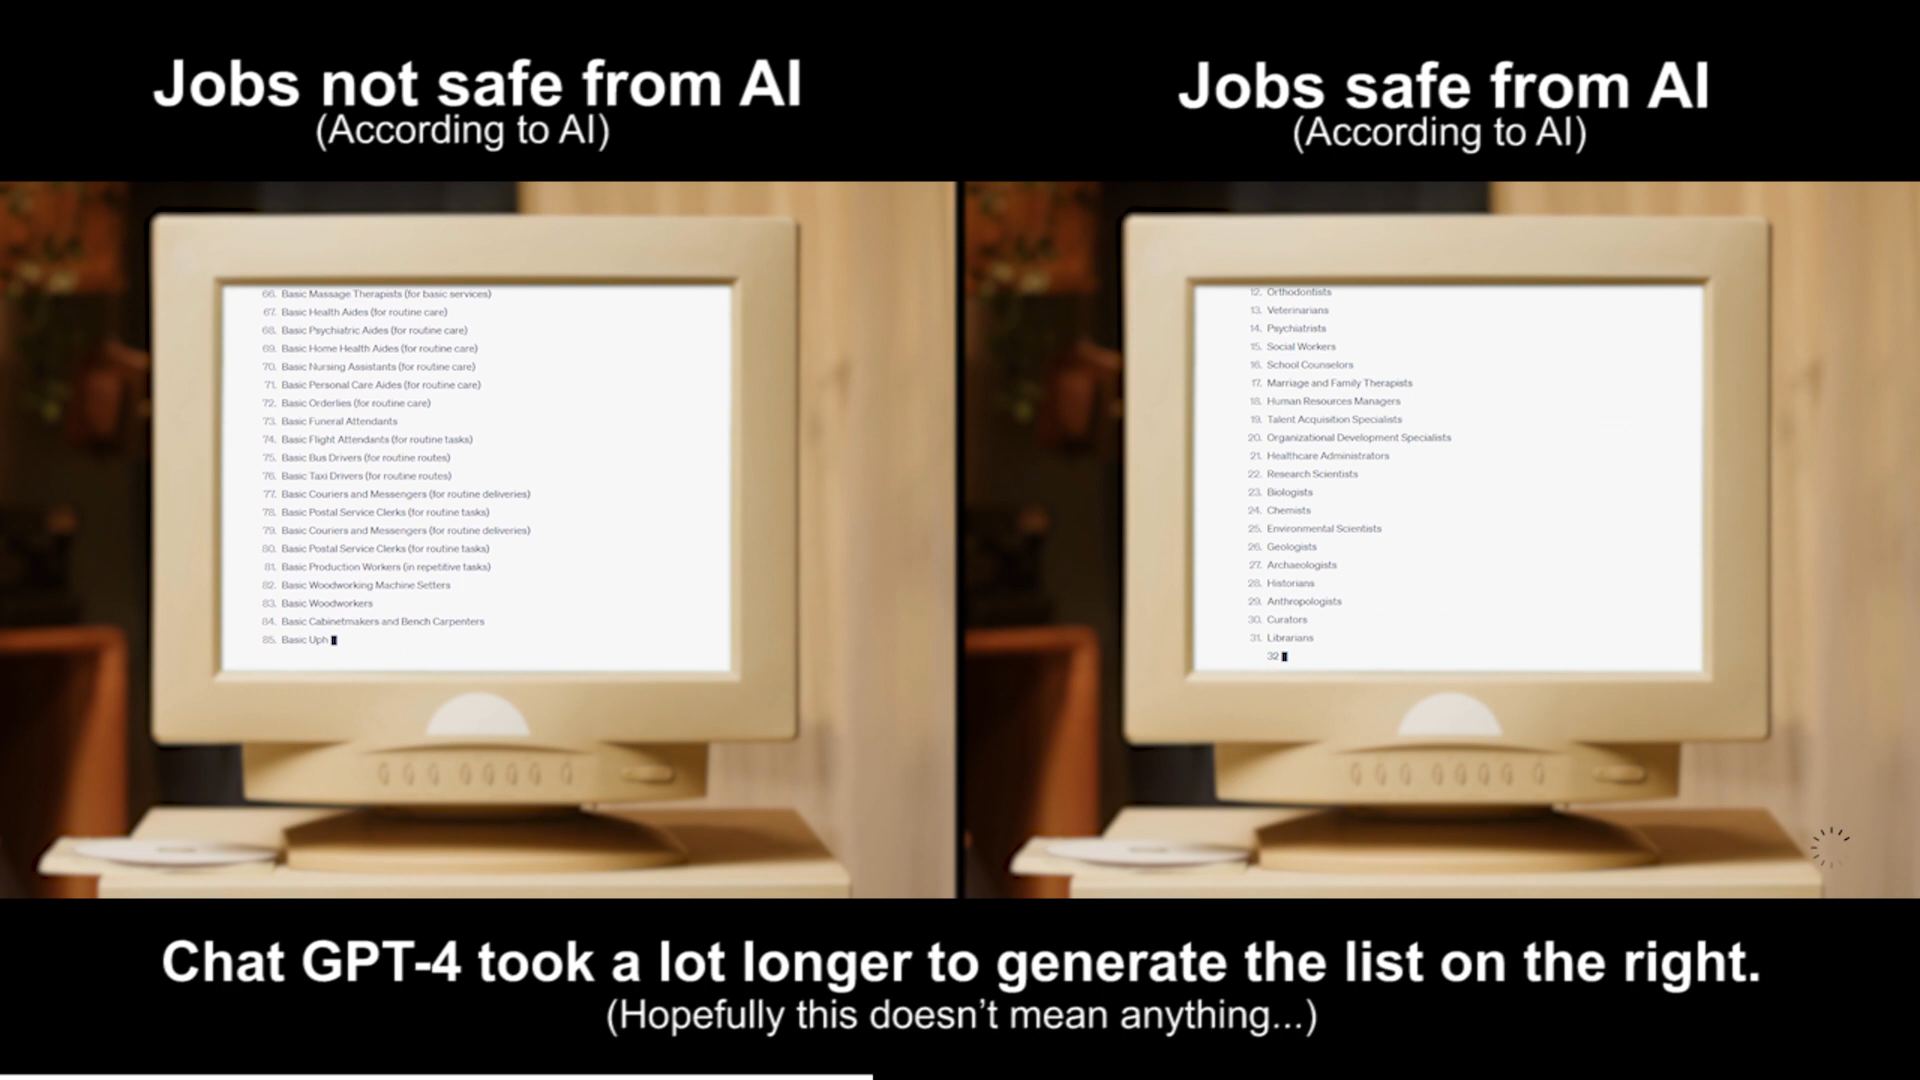 Jobs not safe from AI
(According to AI)
66. Basic Massage Therapists (for basic services)
67. Basic Health Aides (for routine care)
68. Basic Psychiatric Aides (for routine care)
69. Basic Home Health Aides (for routine care)
70. Basic Nursing Assistants (for routine care)
71. Basic Personal Care Aides (for routine care)
72. Basic Orderlies (for routine care)
73. Basic Funeral Attendants
74. Basic Flight Attendants (for routine tasks)
75. Basic Bus Drivers (for routine routes)
76. Basic Taxi Drivers (for routine routes)
77. Basic Couriers and Messengers (for routine deliveries)
78. Basic Postal Service Clerks (for routine tasks)
79. Basic Couriers and Messengers (for routine deliveries)
80. Basic Postal Service Clerks (for routine tasks)
81. Basic Production Workers (in repetitive tasks)
82. Basic Woodworking Machine Setters
83. Basic Woodworkers
84. Basic Cabinetmakers and Bench Carpenters
85. Basic Uph
Jobs safe from AI
(According to AI)
12. Orthodontists
13. Veterinarians
14. Psychiatrists
15. Social Workers
16. School Counselors
17. Marriage and Family Therapists
18. Human Resources Managers
19. Talent Acquisition Specialists
20. Organizational Development Specialists
21. Healthcare Administrators
22. Research Scientists
23. Biologists
24. Chemists
25. Environmental Scientists
26. Geologists
27. Archaeologists
28. Historians
29. Anthropologists
30. Curators
31. Librarians
32
Chat GPT-4 took a lot longer to generate the list on the right.
(Hopefully this doesn't mean anything...)